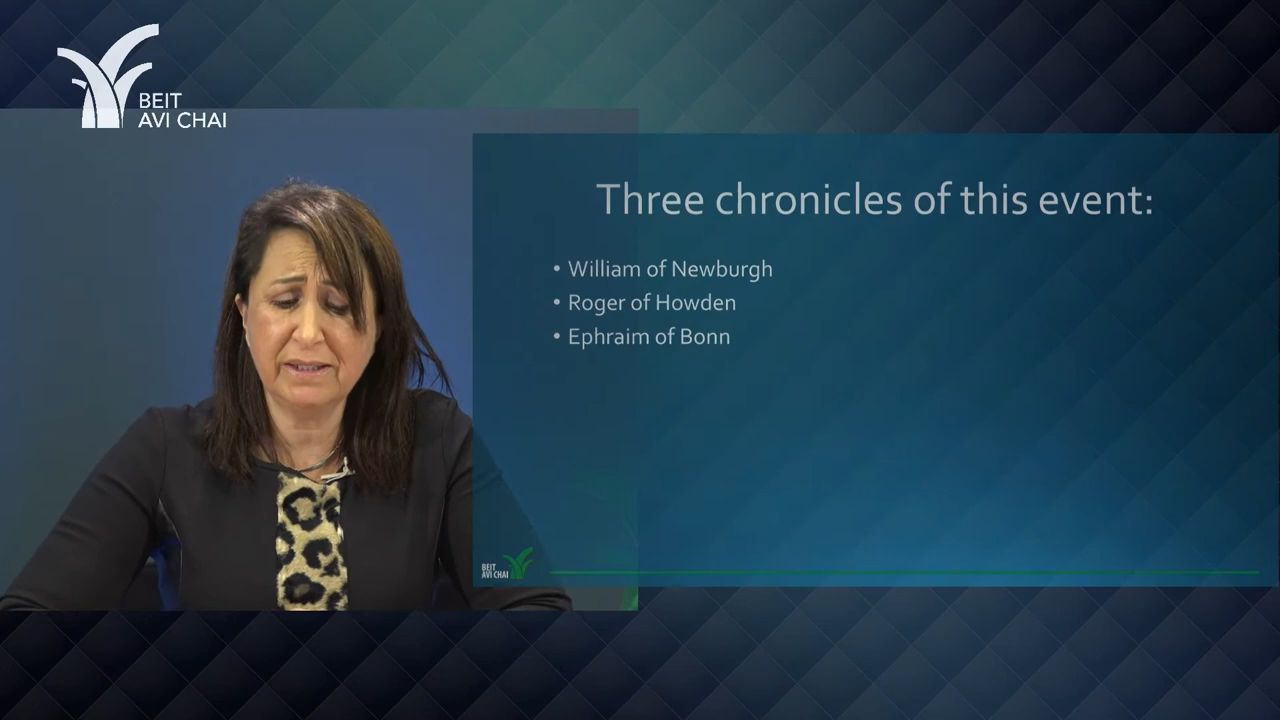 BEIT
AVI CHAI
Three chronicles of this event:
• William of Newburgh
• Roger of Howden
• Ephraim of Bonn
BEIT
AVI CHAI